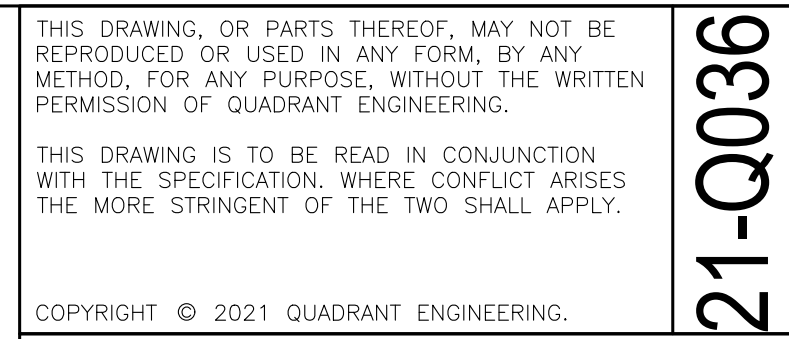 THIS DRAWING, OR PARTS THEREOF, MAY NOT BE
REPRODUCED OR USED IN ANY FORM, BY ANY
METHOD, FOR ANY PURPOSE, WITHOUT THE WRITTEN
PERMISSION OF QUADRANT ENGINEERING.
THIS DRAWING IS TO BE READ IN CONJUNCTION
WITH THE SPECIFICATION. WHERE CONFLICT ARISES
THE MORE STRINGENT OF THE TWO SHALL APPLY.
COPYRIGHT © 2021 QUADRANT ENGINEERING.
21-Q036